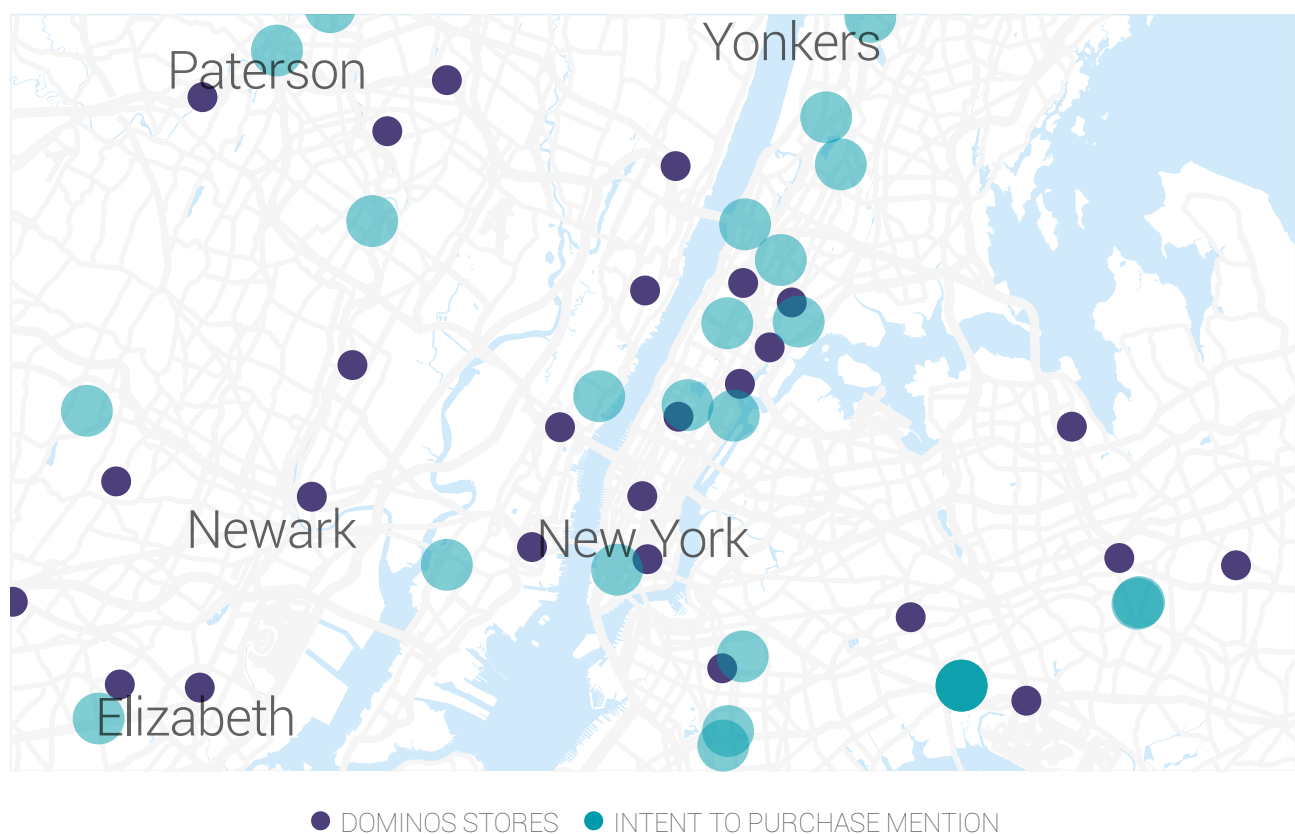 Yonkers
Paterson
Newark
New York
Elizabeth
DOMINOS STORES
INTENT TO PURCHASE MENTION